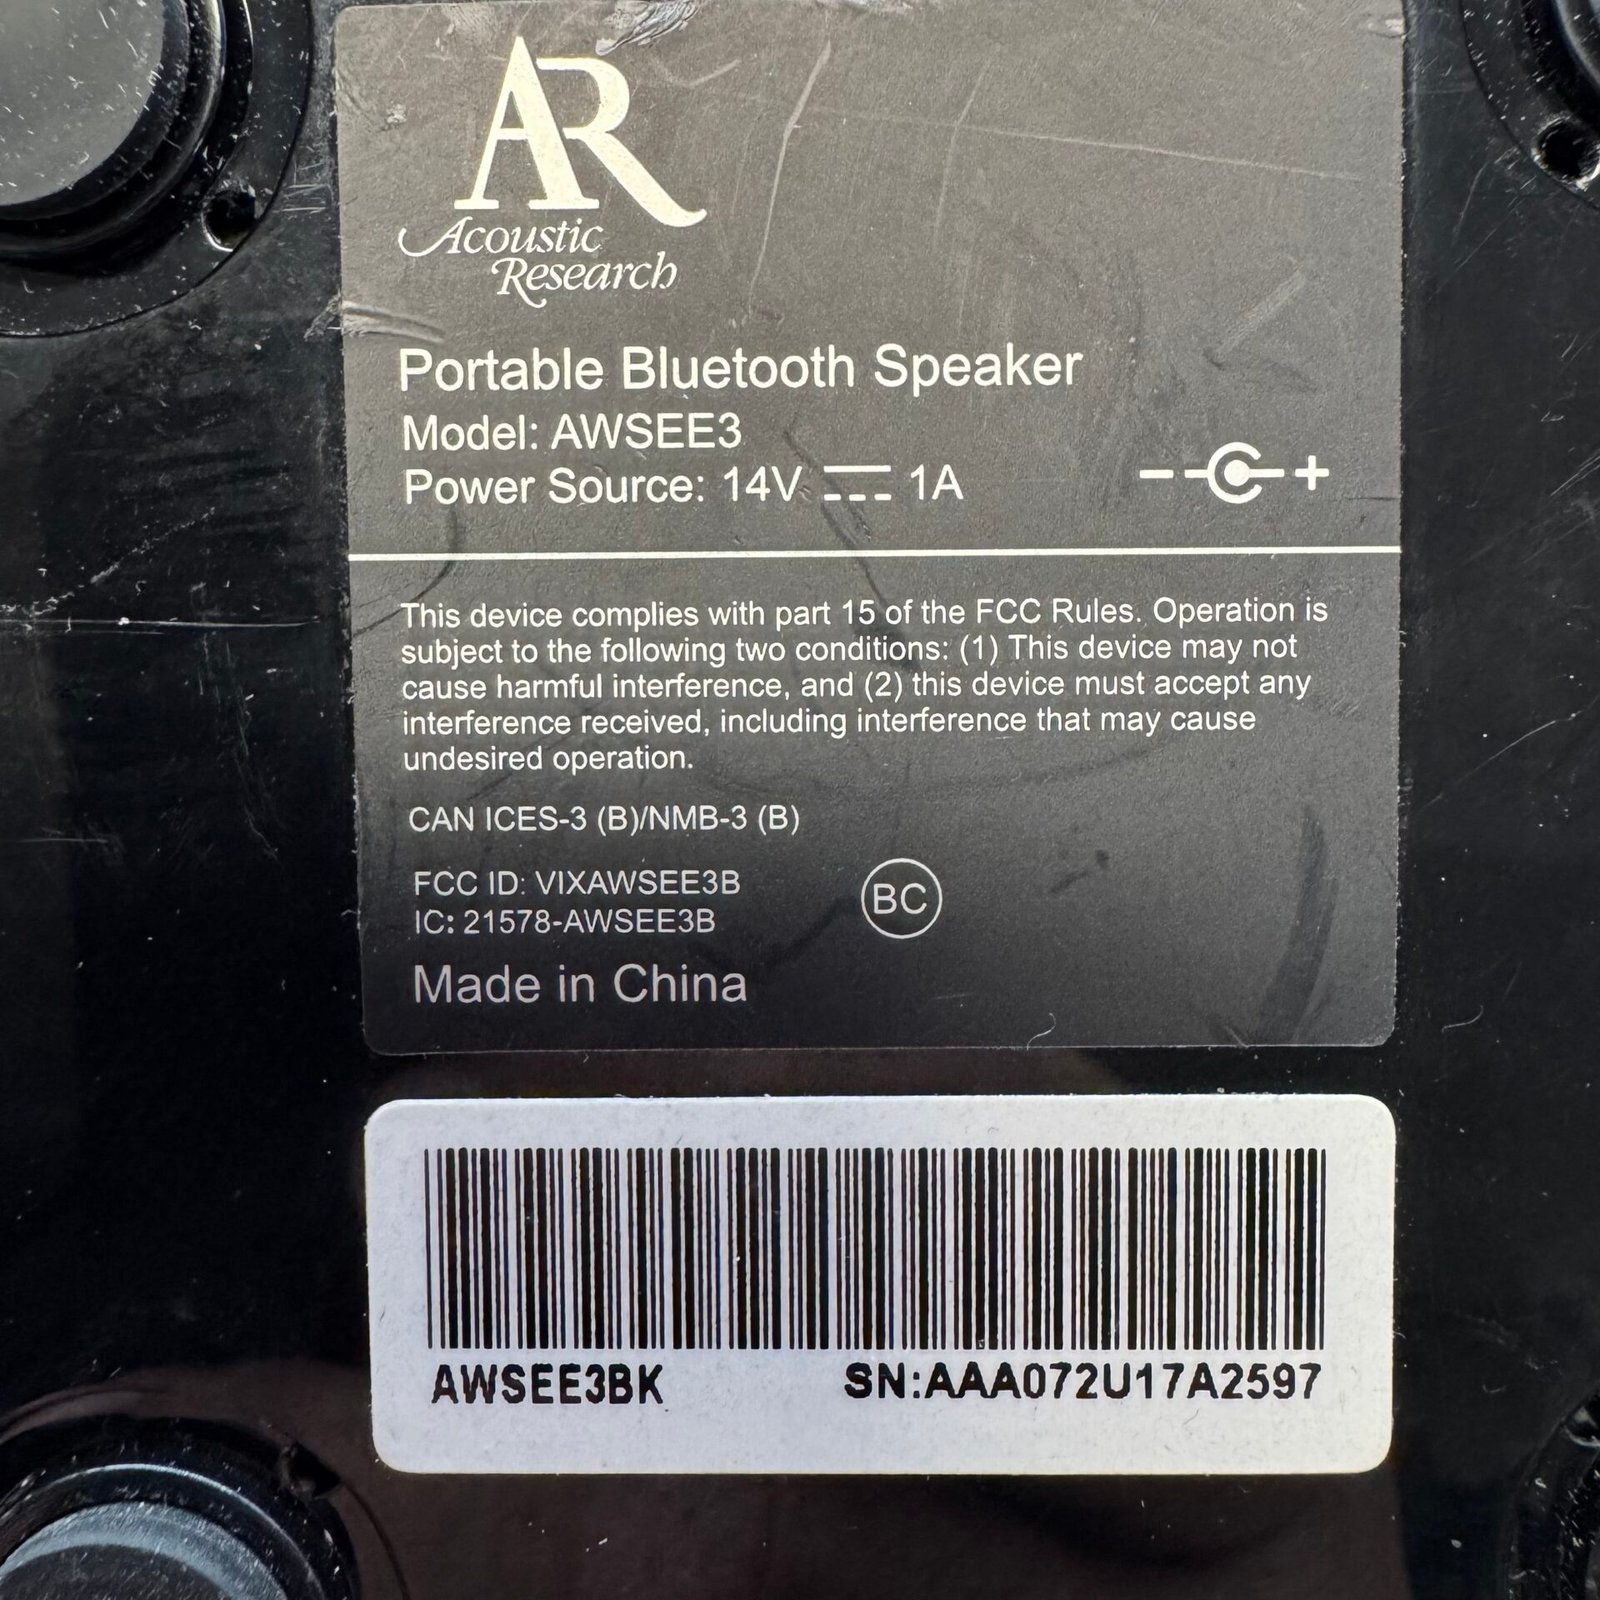 AR
Acoustic
Research
Portable Bluetooth Speaker
Model: AWSEE3
Power Source: 14V ⎓ 1A
- +
This device complies with part 15 of the FCC Rules. Operation is
subject to the following two conditions: (1) This device may not
cause harmful interference, and (2) this device must accept any
interference received, including interference that may cause
undesired operation.
CAN ICES-3 (B)/NMB-3 (B)
FCC ID: VIXAWSEE3B
IC: 21578-AWSEE3B
BC
Made in China
AWSEE3BK SN:AAA072U17A2597